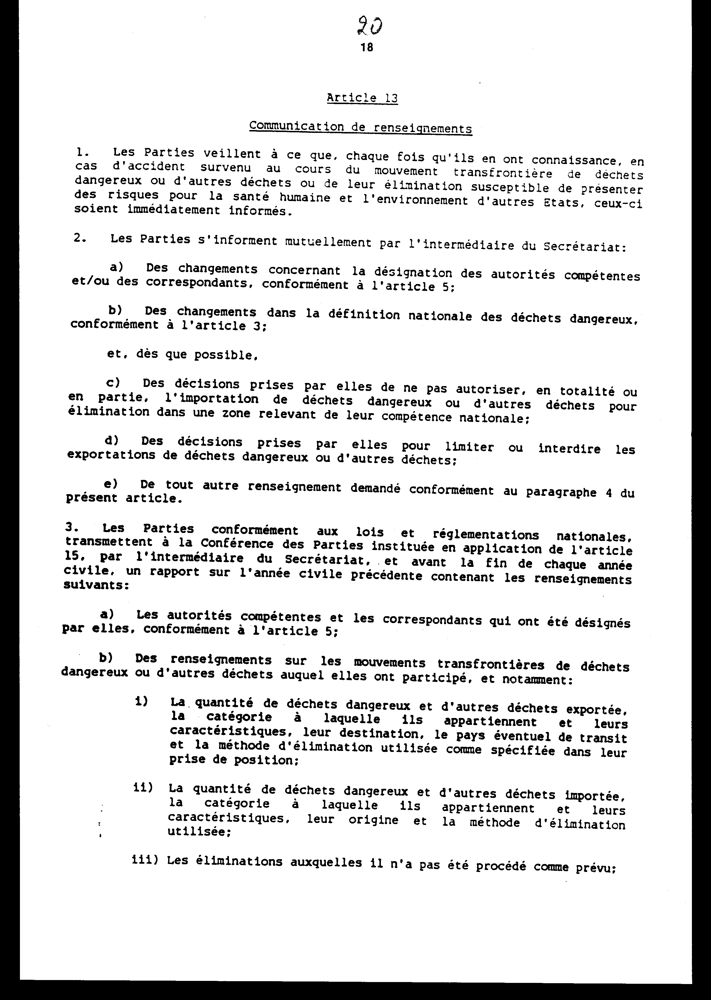 20
18
Article 13
Communication de renseignements
1. Les Parties veillent à ce que, chaque fois qu'ils en ont connaissance, en
cas d'accident survenu au cours du mouvement transfrontière de déchets
dangereux ou d'autres déchets ou de leur élimination susceptible de présenter
des risques pour la santé humaine et l'environnement d'autres Etats, ceux-ci
soient immédiatement informés.
2. Les Parties s'informent mutuellement par l'intermédiaire du Secrétariat:
a) Des changements concernant la désignation des autorités compétentes
et/ou des correspondants, conformément à l'article 5;
b) Des changements dans la définition nationale des déchets dangereux,
conformément à l'article 3;
et, dès que possible,
c) Des décisions prises par elles de ne pas autoriser, en totalité ou
en partie, l'importation de déchets dangereux ou d'autres déchets pour
élimination dans une zone relevant de leur compétence nationale;
d) Des décisions prises par elles pour limiter ou interdire les
exportations de déchets dangereux ou d'autres déchets;
e) De tout autre renseignement demandé conformément au paragraphe 4 du
présent article.
3. Les Parties conformément aux lois et réglementations nationales,
transmettent à la Conférence des Parties instituée en application de l'article
15, par l'intermédiaire du Secrétariat, et avant la fin de chaque année
civile, un rapport sur l'année civile précédente contenant les renseignements
suivants:
a) Les autorités compétentes et les correspondants qui ont été désignés
par elles, conformément à l'article 5;
b) Des renseignements sur les mouvements transfrontières de déchets
dangereux ou d'autres déchets auquel elles ont participé, et notamment:
i) La quantité de déchets dangereux et d'autres déchets exportée,
la catégorie à laquelle ils appartiennent et leurs
caractéristiques, leur destination, le pays éventuel de transit
et la méthode d'élimination utilisée comme spécifiée dans leur
prise de position;
ii) La quantité de déchets dangereux et d'autres déchets importée,
la catégorie à laquelle ils appartiennent et leurs
caractéristiques, leur origine et la méthode d'élimination
utilisée;
iii) Les éliminations auxquelles il n'a pas été procédé comme prévu;